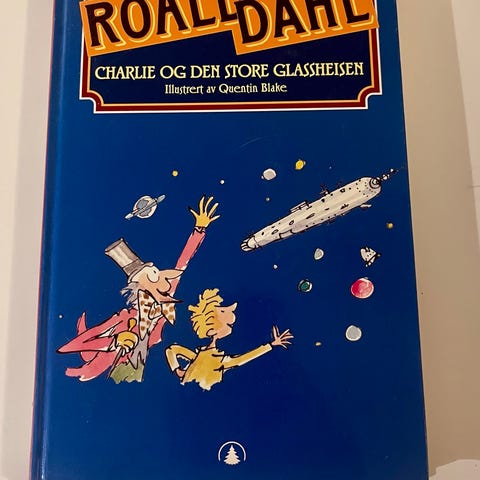 ROALD DAHL
CHARLIE OG DEN STORE GLASSHEISEN
Illustrert av Quentin Blake